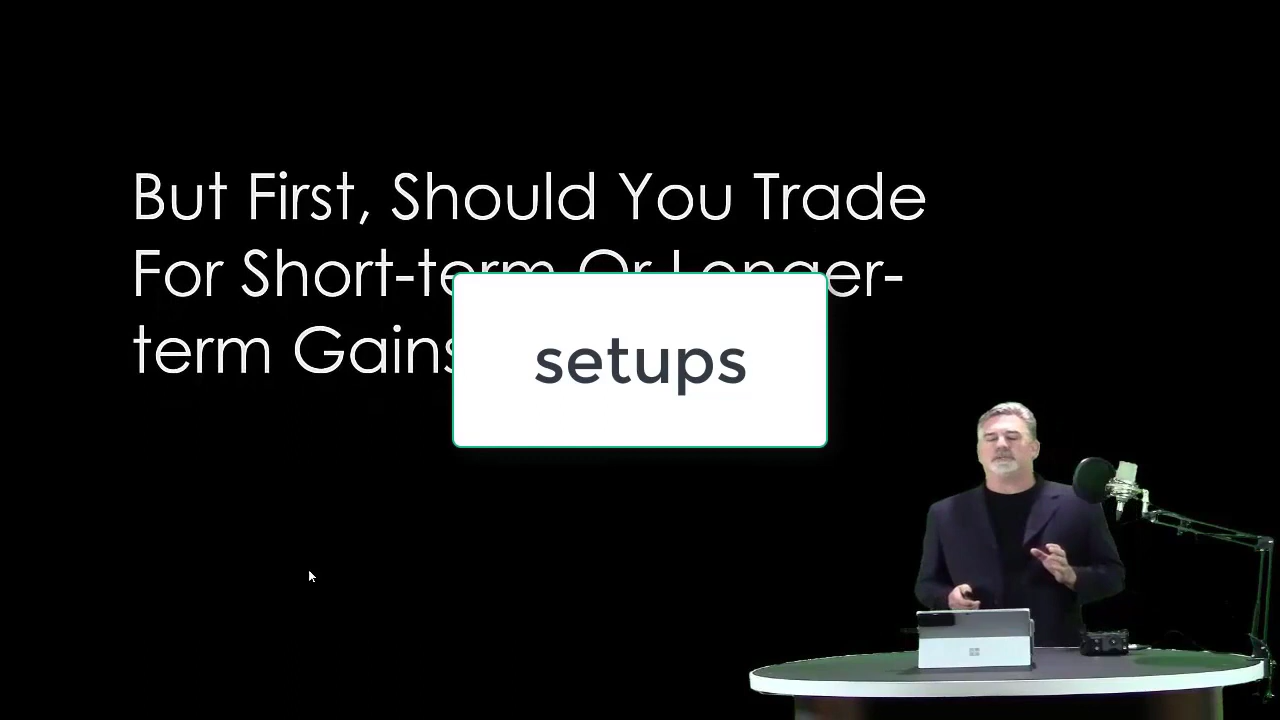 But First, Should You Trade
For Short-term Or Longer-
term Gains
setups